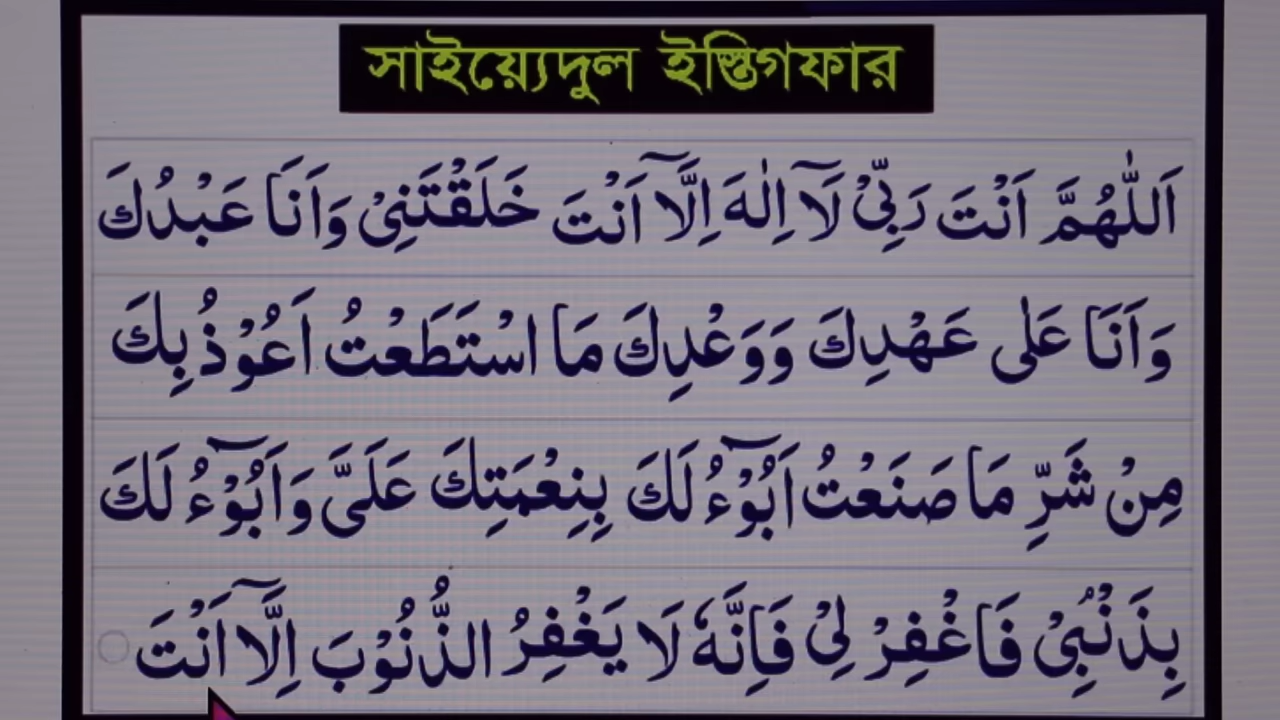 সাইয়্যেদুল ইস্তিগফার
اَللّٰهُمَّ اَنْتَ رَبِّىْ لَآ اِلٰهَ اِلَّآ اَنْتَ خَلَقْتَنِىْ وَاَنَا عَبْدُكَ
وَاَنَا عَلٰى عَهْدِكَ وَوَعْدِكَ مَا اسْتَطَعْتُ اَعُوْذُ بِكَ
مِنْ شَرِّ مَا صَنَعْتُ اَبُوْٓءُ لَكَ بِنِعْمَتِكَ عَلَىَّ وَاَبُوْٓءُ لَكَ
بِذَنْۢبِىْ فَاغْفِرْ لِىْ فَاِنَّهٗ لَا يَغْفِرُ الذُّنُوْبَ اِلَّآ اَنْتَ